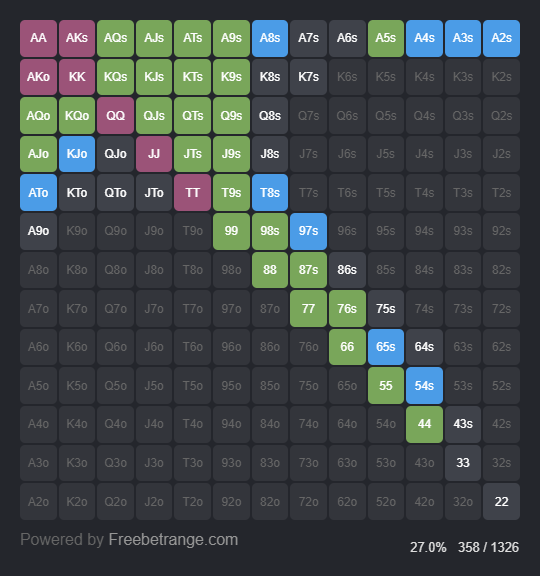 AA AKs AQs AJs ATs A9s A8s A7s A6s A5s A4s A3s A2s
AKo KK KQs KJs KTs K9s K8s K7s K6s K5s K4s K3s K2s
AQo KQo QQ QJs QTs Q9s Q8s Q7s Q6s Q5s Q4s Q3s Q2s
AJo KJo QJo JJ JTs J9s J8s J7s J6s J5s J4s J3s J2s
ATo KTo QTo JTo TT T9s T8s T7s T6s T5s T4s T3s T2s
A9o K9o Q9o J9o T9o 99 98s 97s 96s 95s 94s 93s 92s
A8o K8o Q8o J8o T8o 98o 88 87s 86s 85s 84s 83s 82s
A7o K7o Q7o J7o T7o 97o 87o 77 76s 75s 74s 73s 72s
A6o K6o Q6o J6o T6o 96o 86o 76o 66 65s 64s 63s 62s
A5o K5o Q5o J5o T5o 95o 85o 75o 65o 55 54s 53s 52s
A4o K4o Q4o J4o T4o 94o 84o 74o 64o 54o 44 43s 42s
A3o K3o Q3o J3o T3o 93o 83o 73o 63o 53o 43o 33 32s
A2o K2o Q2o J2o T2o 92o 82o 72o 62o 52o 42o 32o 22
Powered by Freebetrange.com
27.0% 358 / 1326